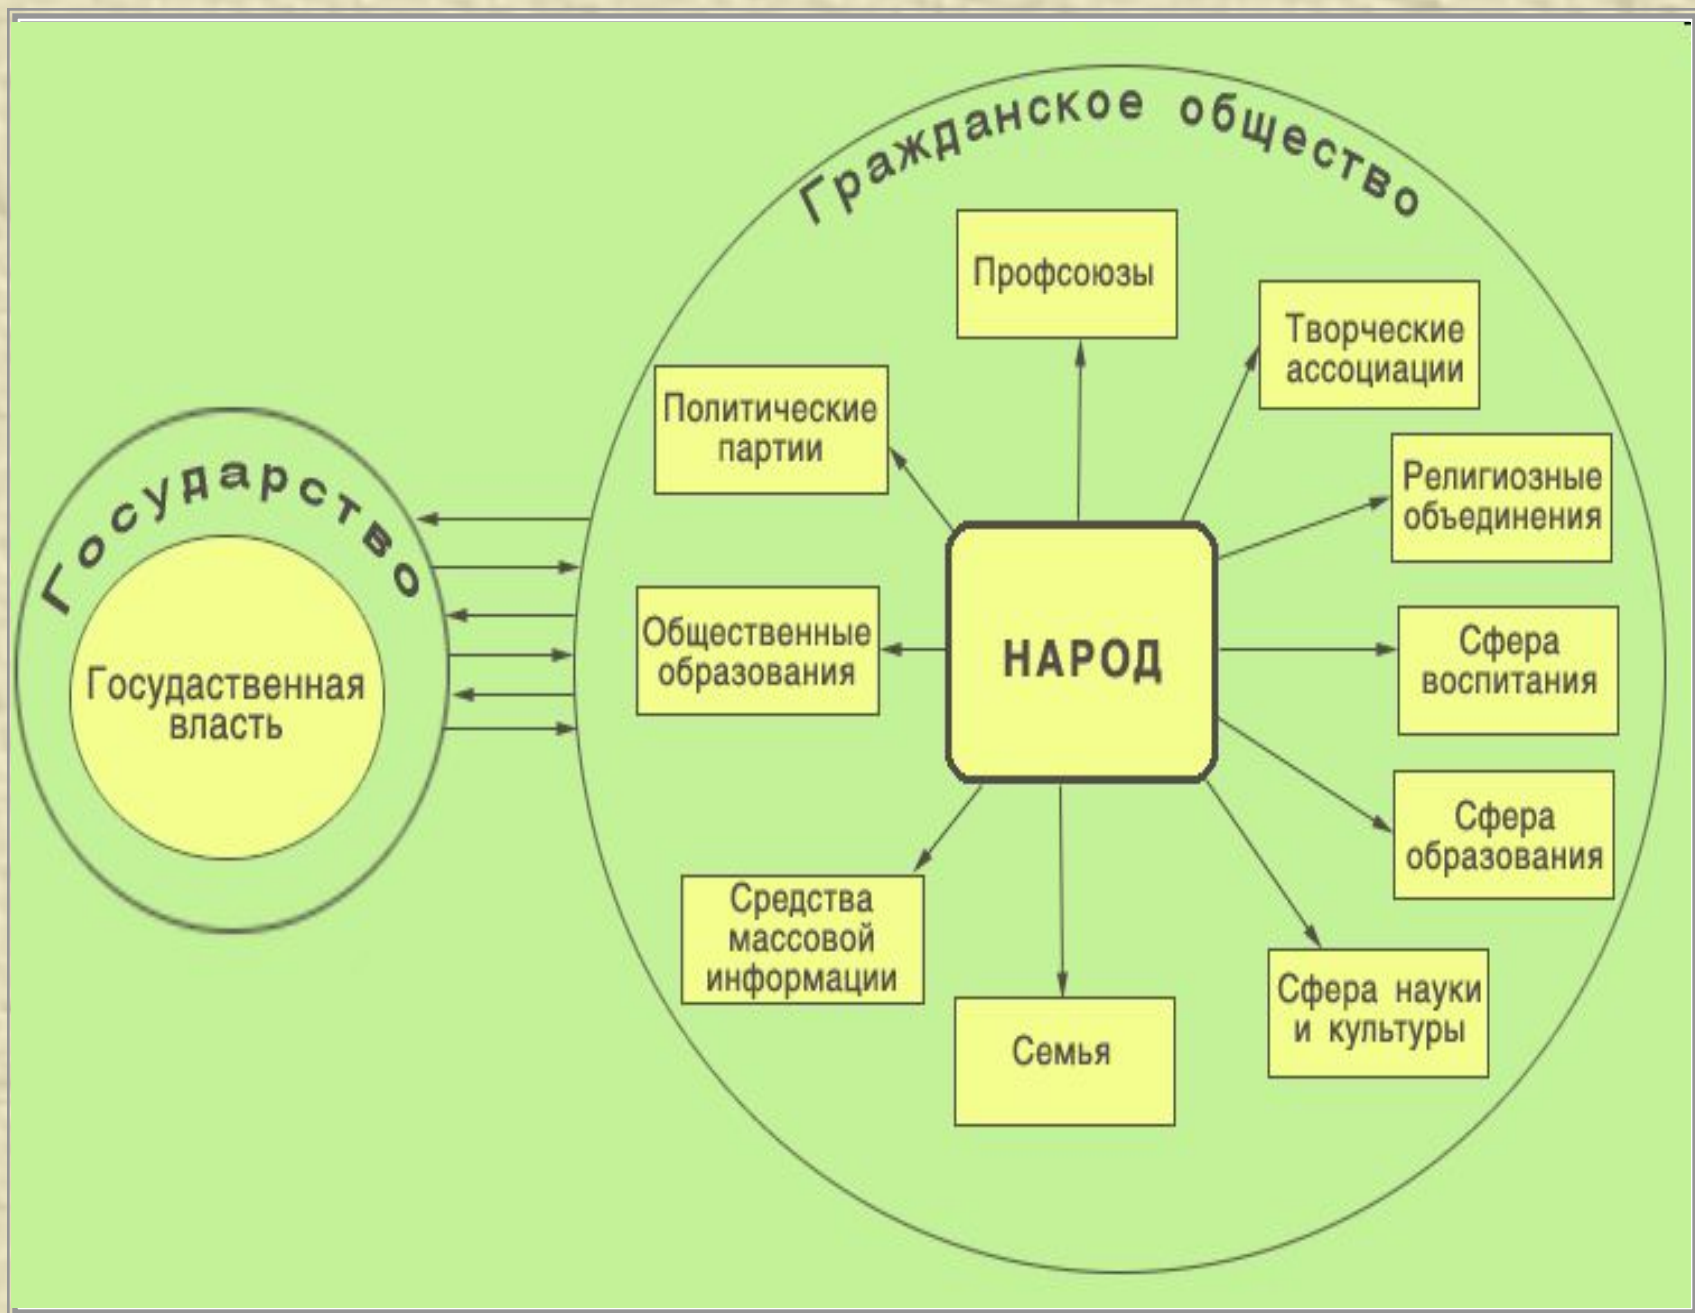 Гражданское общество
Профсоюзы
Творческие
ассоциации
Политические
партии
Религиозные
объединения
Государство
Госудаственная
власть
Общественные
образования
НАРОД
Сфера
воспитания
Сфера
образования
Средства
массовой
информации
Семья
Сфера науки
и культуры